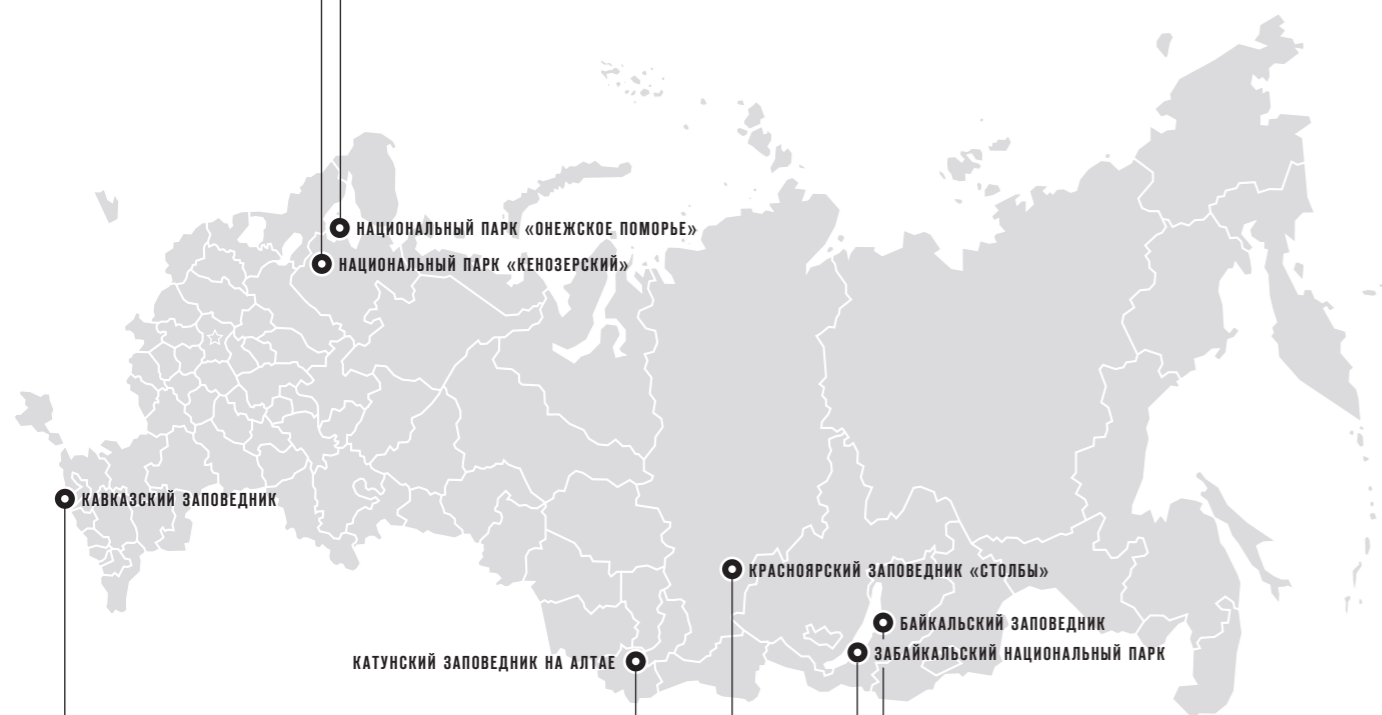 НАЦИОНАЛЬНЫЙ ПАРК «ОНЕЖСКОЕ ПОМОРЬЕ»
НАЦИОНАЛЬНЫЙ ПАРК «КЕНОЗЕРСКИЙ»
КАВКАЗСКИЙ ЗАПОВЕДНИК
КРАСНОЯРСКИЙ ЗАПОВЕДНИК «СТОЛБЫ»
БАЙКАЛЬСКИЙ ЗАПОВЕДНИК
ЗАБАЙКАЛЬСКИЙ НАЦИОНАЛЬНЫЙ ПАРК
КАТУНСКИЙ ЗАПОВЕДНИК НА АЛТАЕ